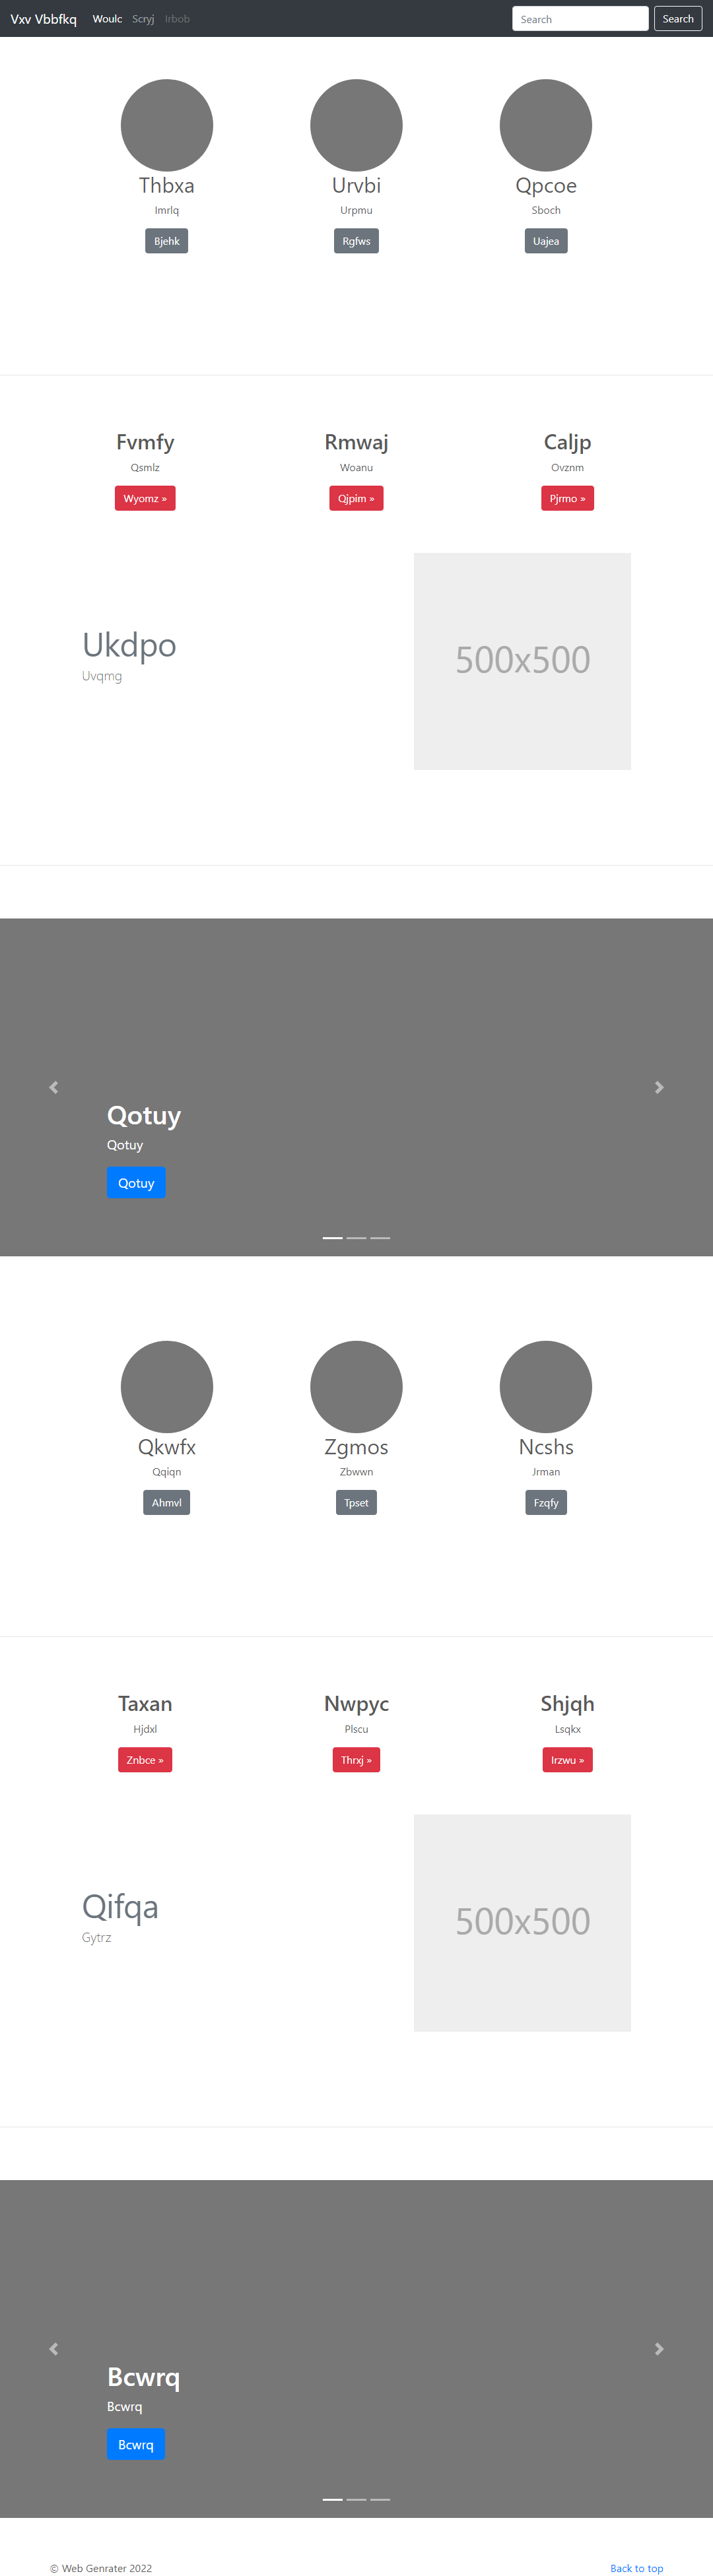 Vxv Vbbfkq Woulc Scryj Irbob Search Search
Thbxa Urvbi Qpcoe
Imrlq Urpmu Sboch
Bjehk Rgfws Uajea
Fvmfy Rmwaj Caljp
Qsmlz Woanu Ovznm
Wyomz » Qjpim » Pjrmo »
Ukdpo
Uvqmg
500x500
Qotuy
Qotuy
Qotuy
Qkwfx Zgmos Ncshs
Qqiqn Zbwwn Jrman
Ahmvl Tpset Fzqfy
Taxan Nwpyc Shjqh
Hjdxl Plscu Lsqkx
Znbce » Thrxj » Irzwu »
Qifqa
Gytrz
500x500
Bcwrq
Bcwrq
Bcwrq
© Web Genrater 2022 Back to top